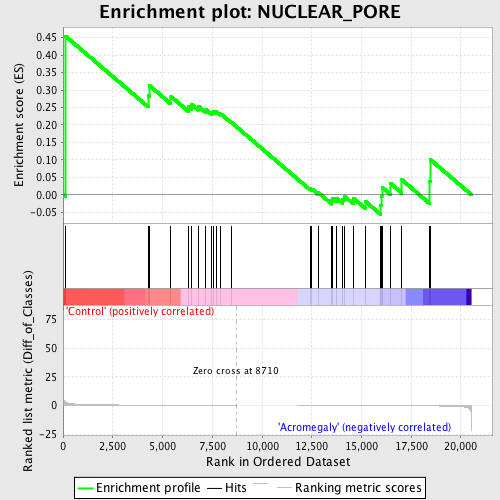 Enrichment plot: NUCLEAR_PORE
Enrichment score (ES)
0.45
0.40
0.35
0.30
0.25
0.20
0.15
0.10
0.05
0.00
-0.05
'Control' (positively correlated)
Ranked list metric (Diff_of_Classes)
75
50
25
0
-25
Zero cross at 8710
'Acromegaly' (negatively correlated)
0 2,500 5,000 7,500 10,000 12,500 15,000 17,500 20,000
Rank in Ordered Dataset
Enrichment profile Hits Ranking metric scores